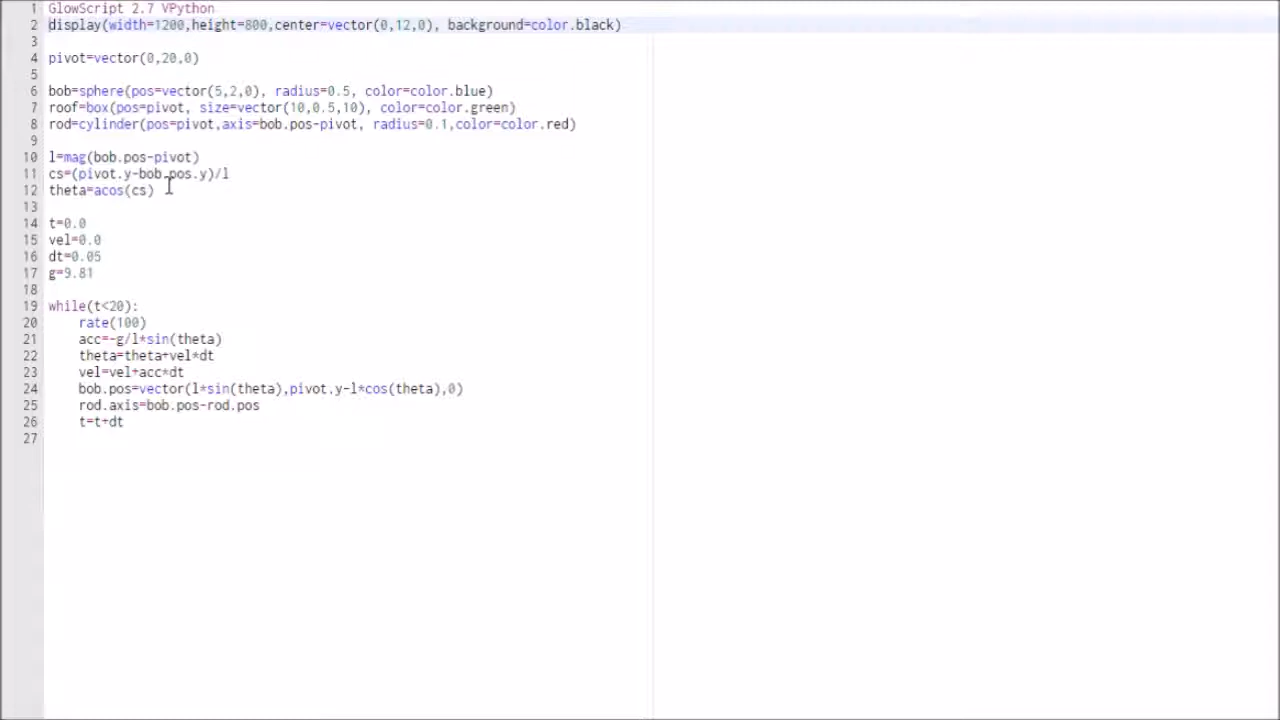 1 GlowScript 2.7 VPython
2 display(width=1200,height=800,center=vector(0,12,0), background=color.black)
3
4 pivot=vector(0,20,0)
5
6 bob=sphere(pos=vector(5,2,0), radius=0.5, color=color.blue)
7 roof=box(pos=pivot, size=vector(10,0.5,10), color=color.green)
8 rod=cylinder(pos=pivot,axis=bob.pos-pivot, radius=0.1,color=color.red)
9
10 l=mag(bob.pos-pivot)
11 cs=(pivot.y-bob.pos.y)/l
12 theta=acos(cs)
13
14 t=0.0
15 vel=0.0
16 dt=0.05
17 g=9.81
18
19 while(t<20):
20     rate(100)
21     acc=-g/l*sin(theta)
22     theta=theta+vel*dt
23     vel=vel+acc*dt
24     bob.pos=vector(l*sin(theta),pivot.y-l*cos(theta),0)
25     rod.axis=bob.pos-rod.pos
26     t=t+dt
27